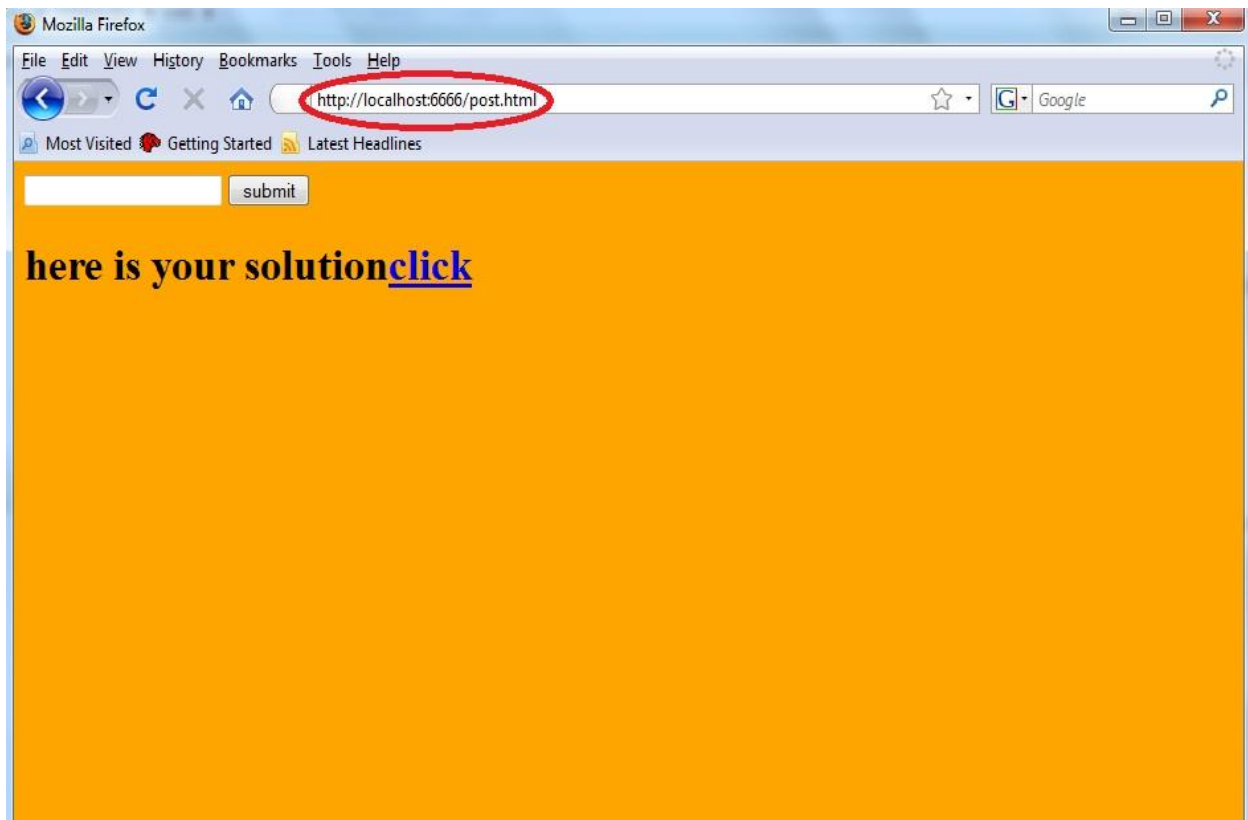 Mozilla Firefox
File Edit View History Bookmarks Tools Help
http://localhost:6666/post.html
G Google
Most Visited Getting Started Latest Headlines
submit
here is your solutionclick